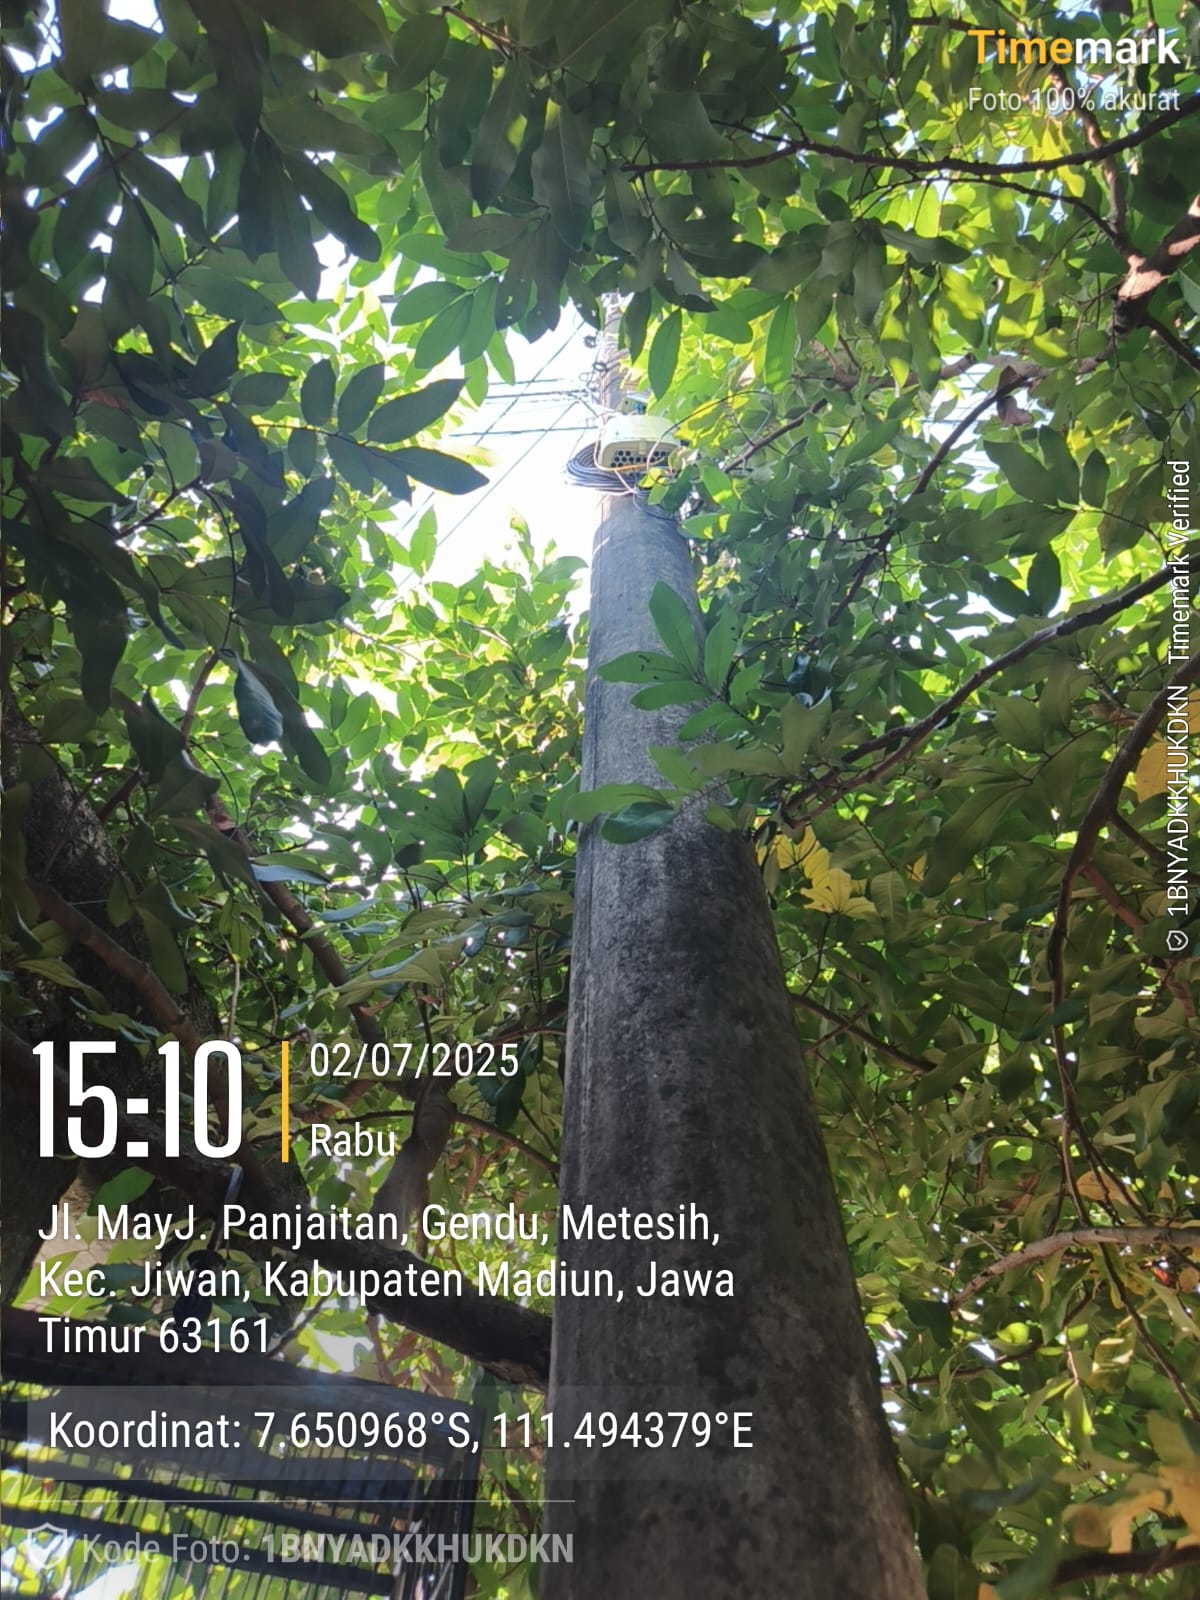 Timemark
Foto 100% akurat
1BNYADKKHUKDKN Timemark Verified
15:10
02/07/2025
Rabu
Jl. MayJ. Panjaitan, Gendu, Metesih,
Kec. Jiwan, Kabupaten Madiun, Jawa
Timur 63161
Koordinat: 7.650968°S, 111.494379°E
Kode Foto: 1BNYADKKHUKDKN